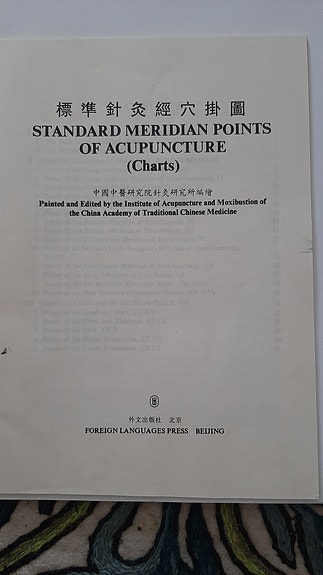 標準針灸經穴掛圖
STANDARD MERIDIAN POINTS
OF ACUPUNCTURE
(Charts)
中國中醫研究院針灸研究所編繪
Painted and Edited by the Institute of Acupuncture and Moxibustion of
the China Academy of Traditional Chinese Medicine
外文出版社 北京
FOREIGN LANGUAGES PRESS BEIJING